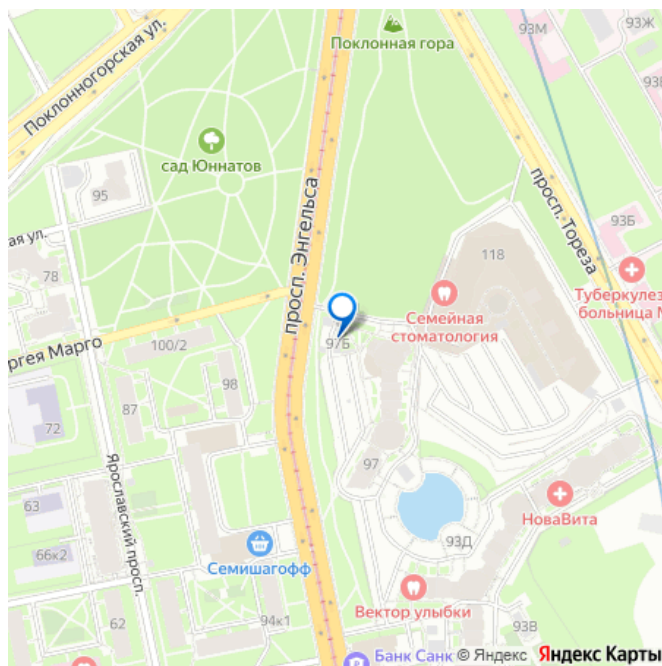 93М
93Ж
Поклонная гора
Поклонногорская ул.
сад Юннатов
95
просп. Энгельса
просп. Тореза
93Б
118
ая ул.
78
Туберкулез
больница М
Семейная
стоматология
97Б
ргея Марго
100/2
98
87
72
97
Ярославский просп.
63
НоваВита
66к2
93Д
Семишагофф
Вектор улыбки
62
94к1
93В
Банк Санк
© Яндекс Яндекс Карты